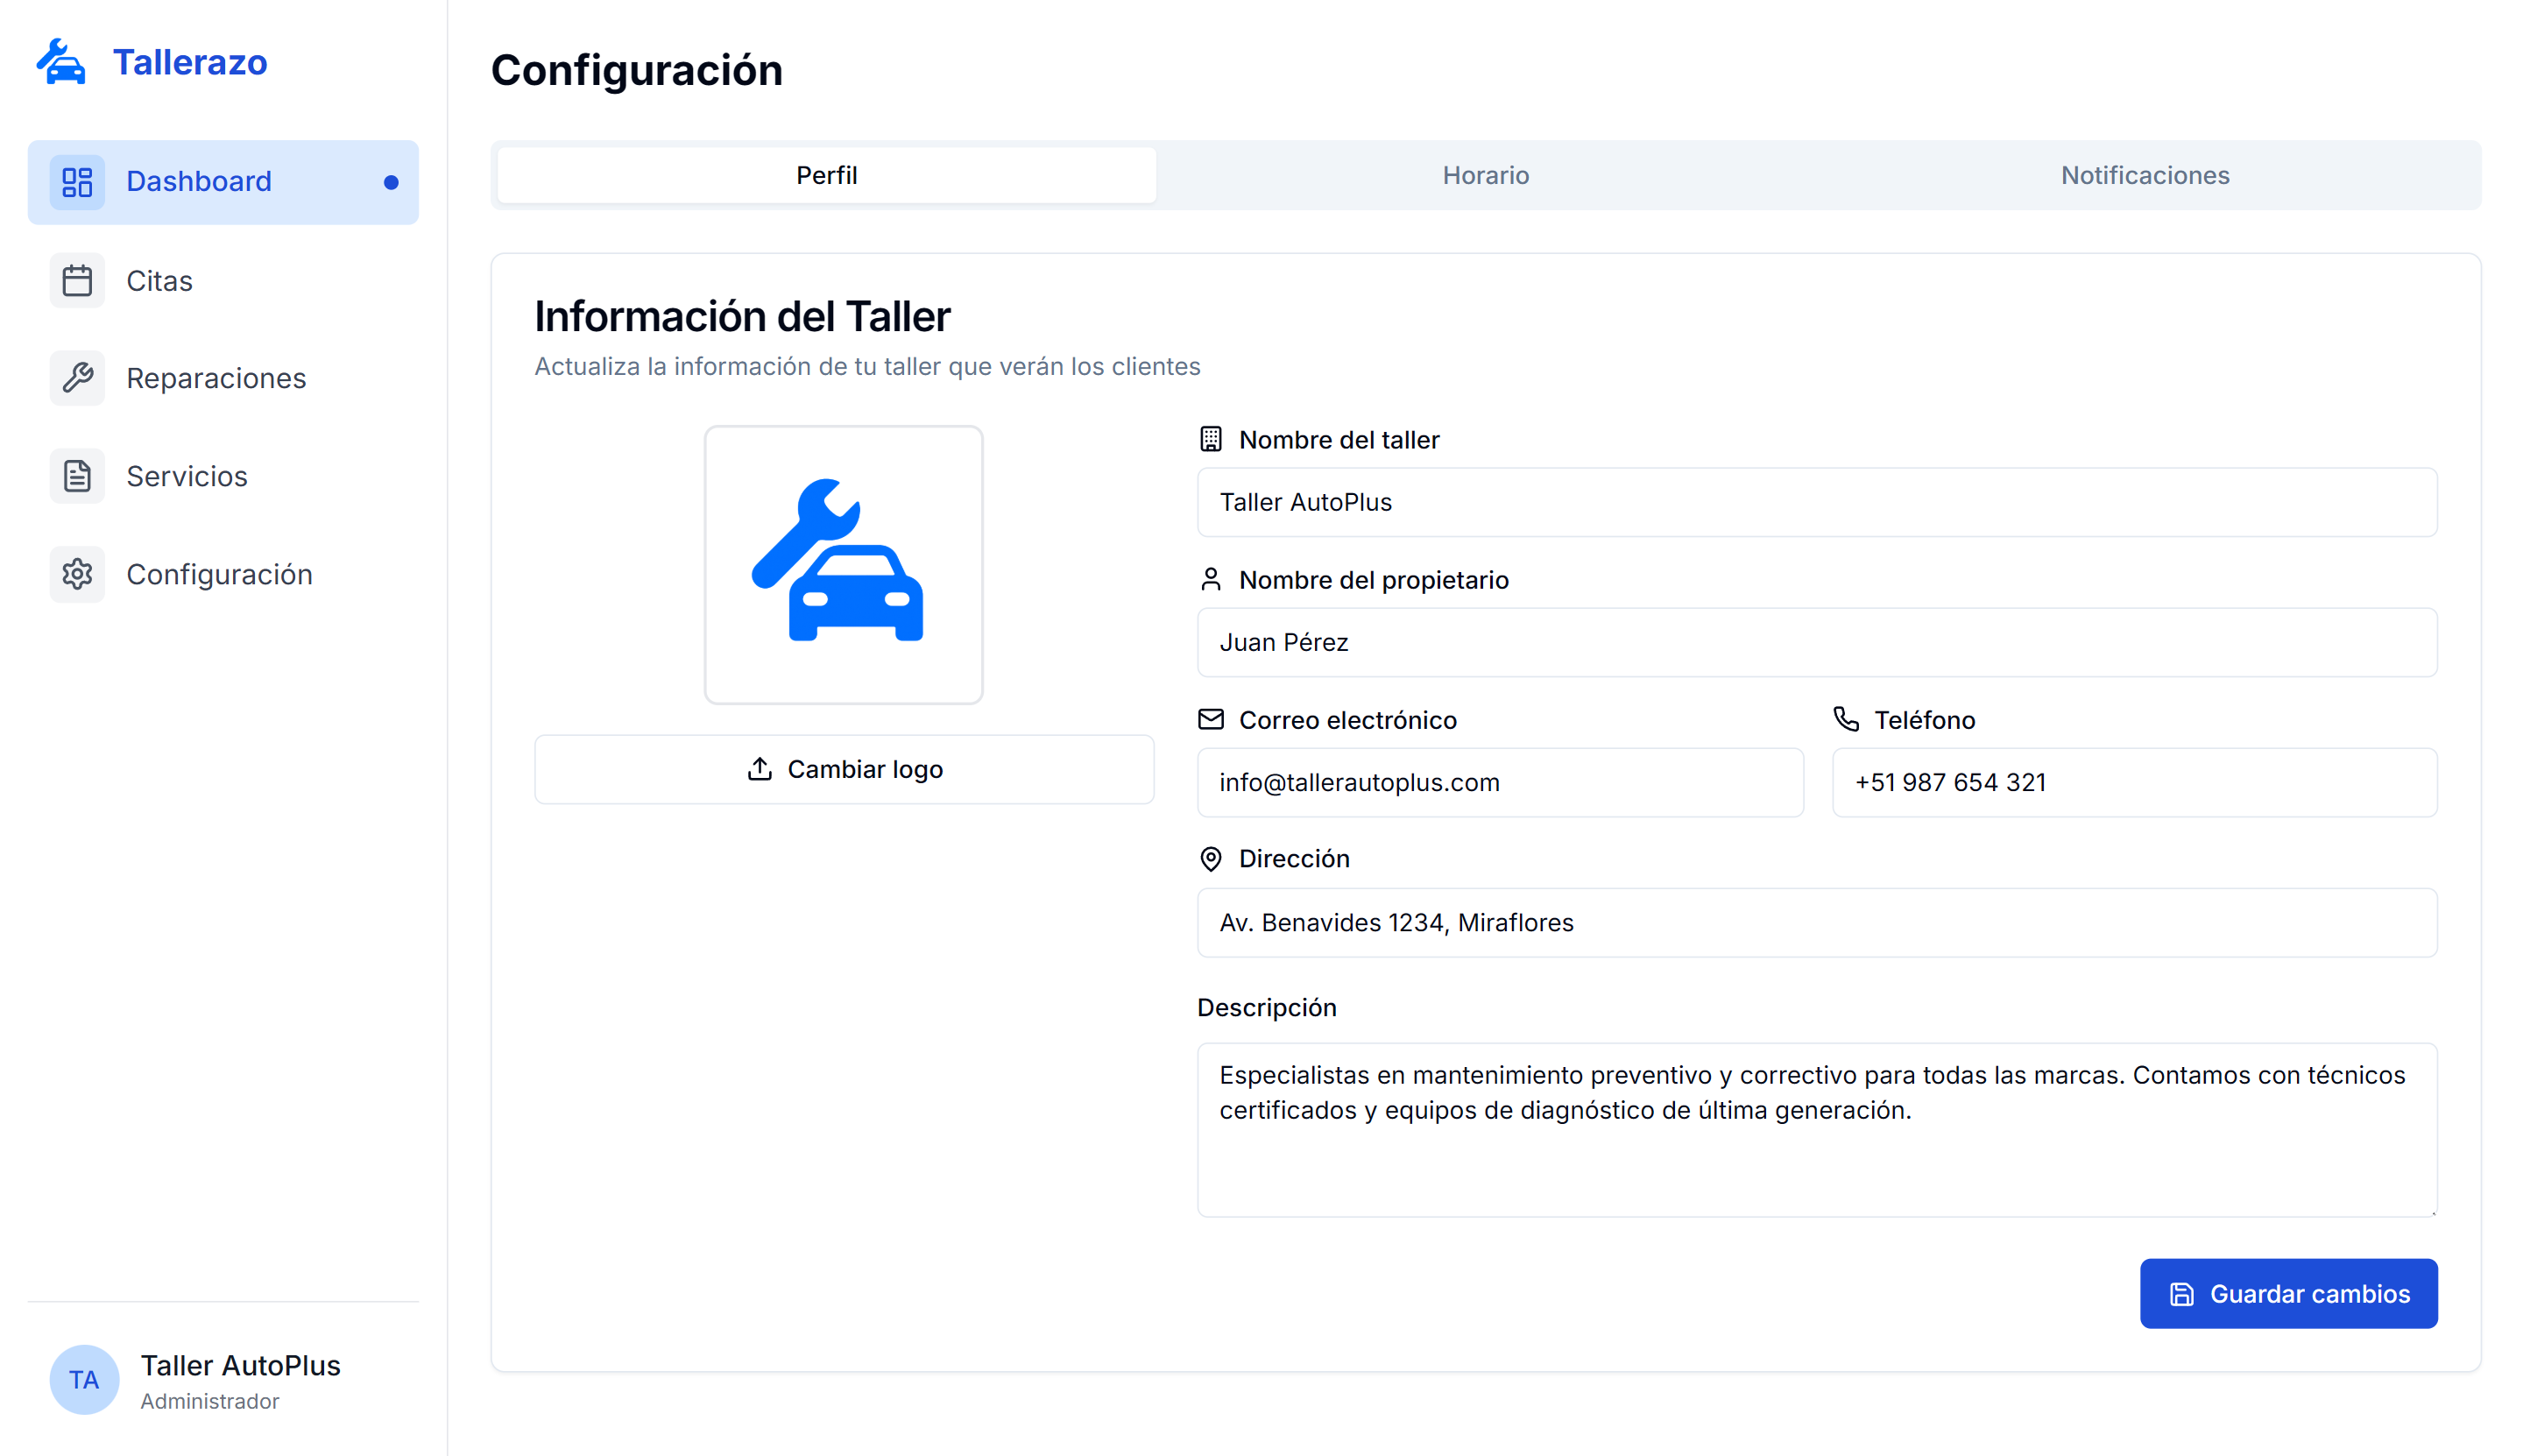 Tallerazo
Dashboard
Citas
Reparaciones
Servicios
Configuración
TA
Taller AutoPlus
Administrador
Configuración
Perfil
Horario
Notificaciones
Información del Taller
Actualiza la información de tu taller que verán los clientes
Cambiar logo
Nombre del taller
Taller AutoPlus
Nombre del propietario
Juan Pérez
Correo electrónico
info@tallerautoplus.com
Teléfono
+51 987 654 321
Dirección
Av. Benavides 1234, Miraflores
Descripción
Especialistas en mantenimiento preventivo y correctivo para todas las marcas. Contamos con técnicos
certificados y equipos de diagnóstico de última generación.
Guardar cambios